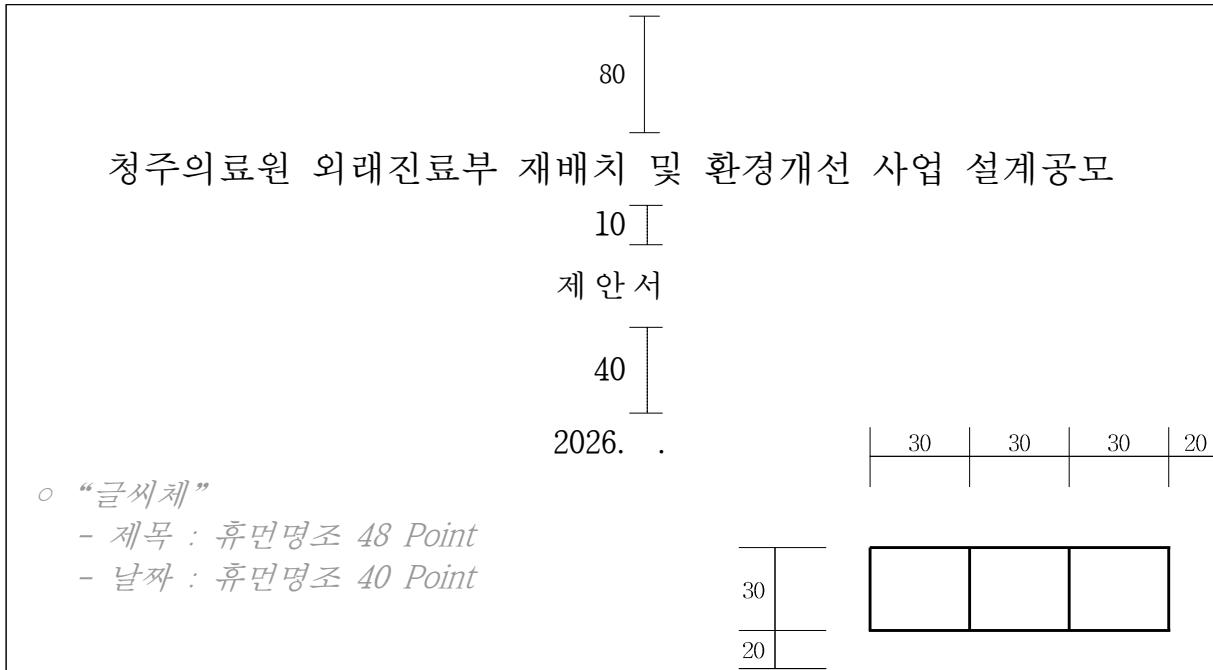 80
청주의료원 외래진료부 재배치 및 환경개선 사업 설계공모
10
제 안 서
40
2026.  .
30 30 30 20
○ “글씨체”
- 제목 : 휴먼명조 48 Point
- 날짜 : 휴먼명조 40 Point
30
20